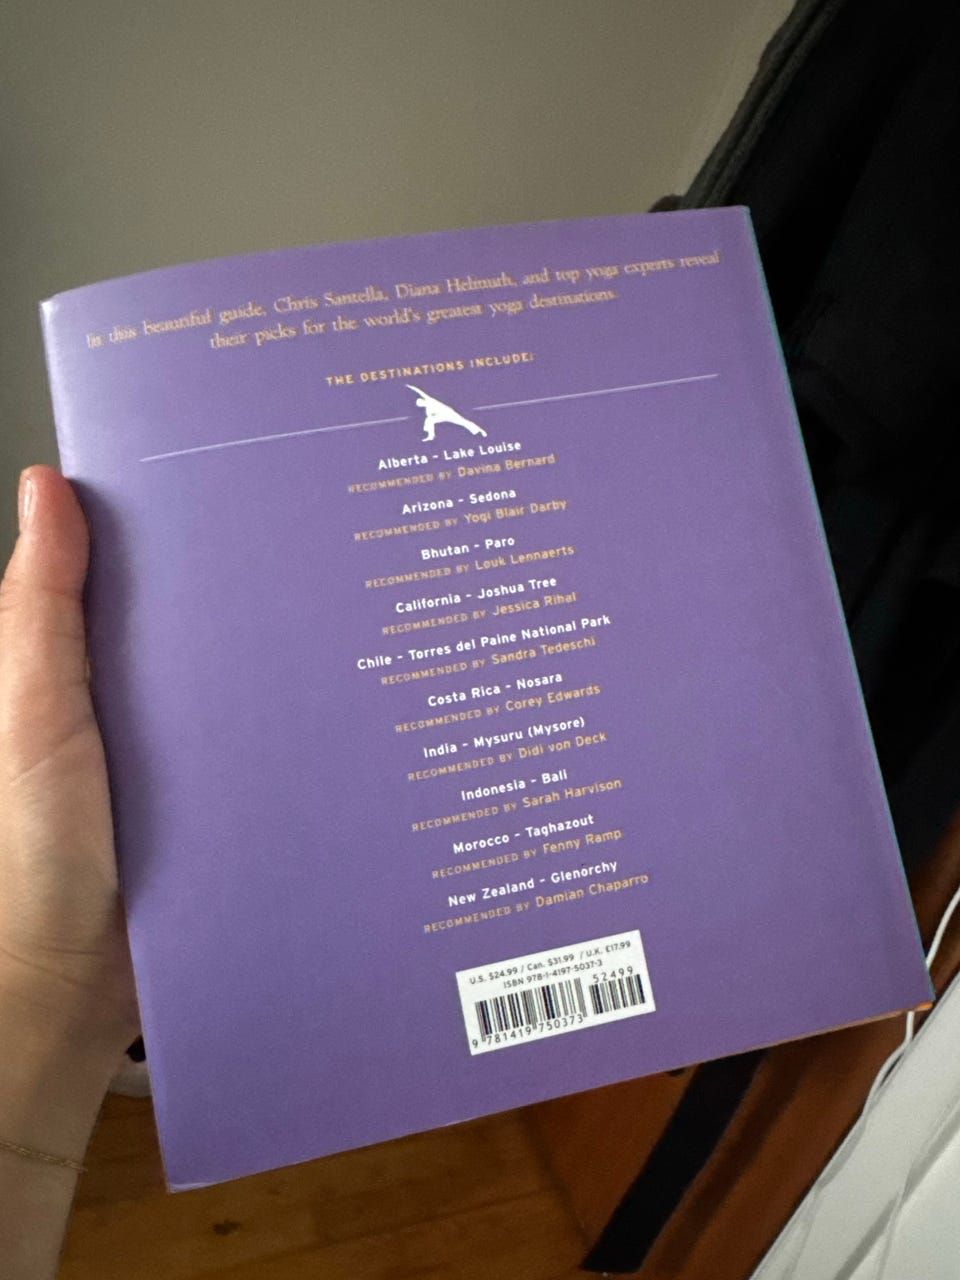 In this beautiful guide, Chris Santella, Diana Helmuth, and top yoga experts reveal
their picks for the world's greatest yoga destinations.
THE DESTINATIONS INCLUDE:
Alberta - Lake Louise
RECOMMENDED BY Davina Bernard
Arizona - Sedona
RECOMMENDED BY Yogi Blair Darby
Bhutan - Paro
RECOMMENDED BY Louk Lennaerts
California - Joshua Tree
RECOMMENDED BY Jessica Rihal
Chile - Torres del Paine National Park
RECOMMENDED BY Sandra Tedeschi
Costa Rica - Nosara
RECOMMENDED BY Corey Edwards
India - Mysuru (Mysore)
RECOMMENDED BY Didi von Deck
Indonesia - Bali
RECOMMENDED BY Sarah Harvison
Morocco - Taghazout
RECOMMENDED BY Fenny Ramp
New Zealand - Glenorchy
RECOMMENDED BY Damian Chaparro
U.S. $24.99 / Can. $31.99 / U.K. £17.99
ISBN 978-1-4197-5037-3
52499
9 781419 750373